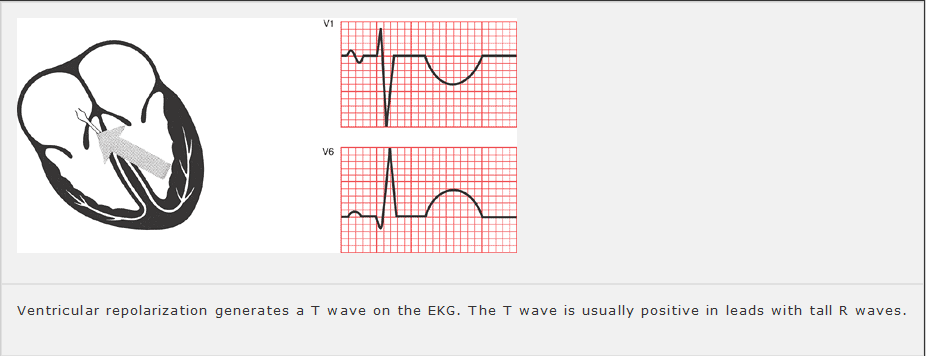 V1
V6
Ventricular repolarization generates a T wave on the EKG. The T wave is usually positive in leads with tall R waves.